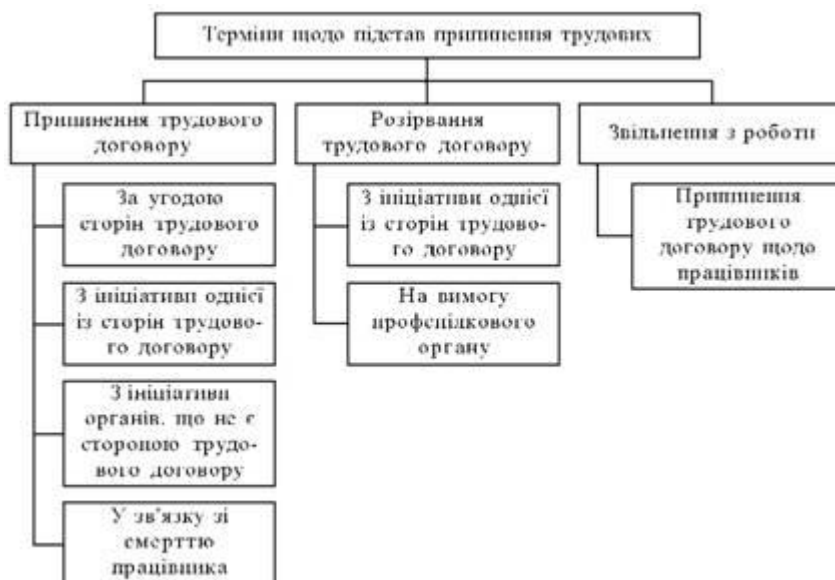 Терміни щодо підстав припинення трудових
Припинення трудового
договору
За угодою
сторін трудового
договору
З ініціативи однієї
із сторін трудово-
го договору
З ініціативи
органів, що не є
стороною трудо-
вого договору
У зв'язку зі
смертю
працівника
Розірвання
трудового договору
З ініціативи однієї
із сторін трудово-
го договору
На вимогу
профспілкового
органу
Звільнення з роботи
Припинення
трудового
договору щодо
працівників